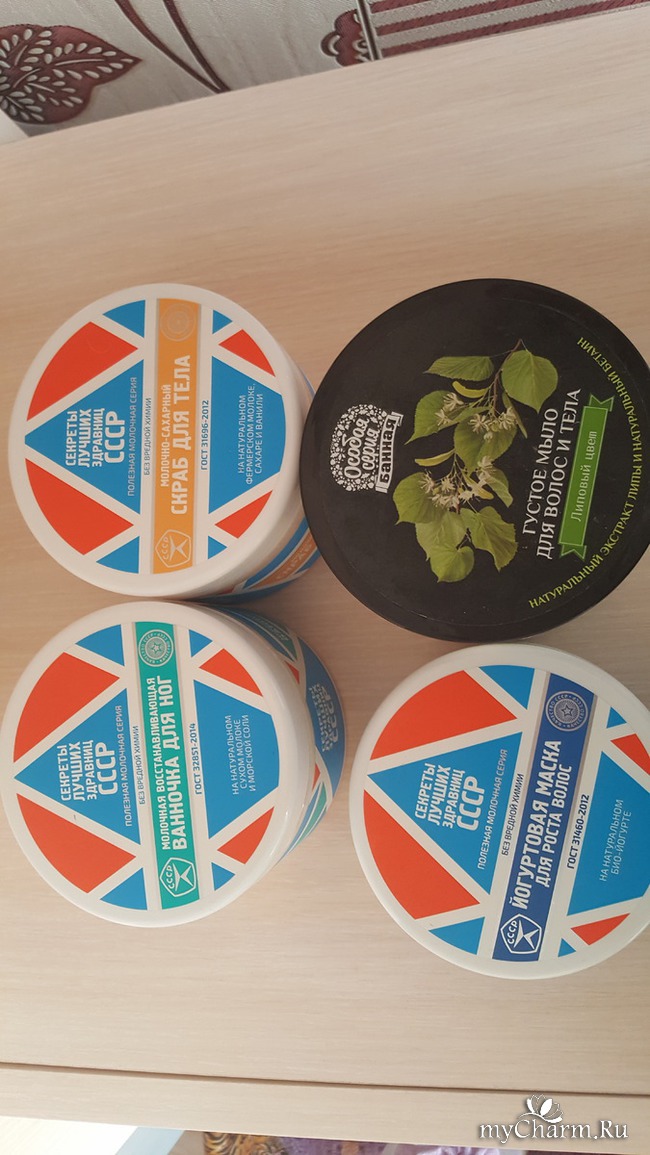 СЕКРЕТЫ
ЛУЧШИХ
ЗДРАВНИЦ
СССР
ПОЛЕЗНАЯ МОЛОЧНАЯ СЕРИЯ
БЕЗ ВРЕДНОЙ ХИМИИ
СССР
МОЛОЧНО-САХАРНЫЙ
СКРАБ ДЛЯ ТЕЛА
ГОСТ 31696-2012
НА НАТУРАЛЬНОМ
ФЕРМЕРСКОМ МОЛОКЕ,
САХАРЕ И ВАНИЛИ
Особая
серия
Банная
ГУСТОЕ МЫЛО
ДЛЯ ВОЛОС И ТЕЛА
Липовый цвет
НАТУРАЛЬНЫЙ ЭКСТРАКТ ЛИПЫ И НАТУРАЛЬНЫЙ БЕТАИН
СЕКРЕТЫ
ЛУЧШИХ
ЗДРАВНИЦ
СССР
ПОЛЕЗНАЯ МОЛОЧНАЯ СЕРИЯ
БЕЗ ВРЕДНОЙ ХИМИИ
СССР
МОЛОЧНАЯ ВОССТАНАВЛИВАЮЩАЯ
ВАННОЧКА ДЛЯ НОГ
ГОСТ 32851-2014
НА НАТУРАЛЬНОМ
СУХОМ МОЛОКЕ
И МОРСКОЙ СОЛИ
СЕКРЕТЫ
ЛУЧШИХ
ЗДРАВНИЦ
СССР
ПОЛЕЗНАЯ МОЛОЧНАЯ СЕРИЯ
БЕЗ ВРЕДНОЙ ХИМИИ
СССР
ЙОГУРТОВАЯ МАСКА
ДЛЯ РОСТА ВОЛОС
ГОСТ 31460-2012
НА НАТУРАЛЬНОМ
БИО-ЙОГУРТЕ
myCharm.Ru